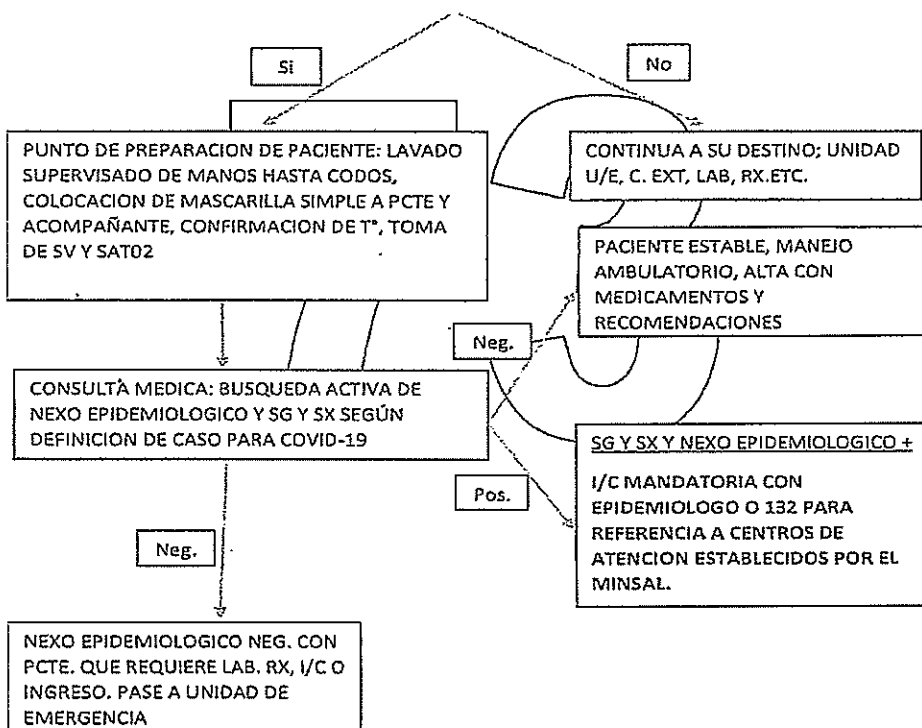 Si
No
PUNTO DE PREPARACION DE PACIENTE: LAVADO
SUPERVISADO DE MANOS HASTA CODOS,
COLOCACION DE MASCARILLA SIMPLE A PCTE Y
ACOMPAÑANTE, CONFIRMACION DE T°, TOMA
DE SV Y SAT02
CONTINUA A SU DESTINO; UNIDAD
U/E, C. EXT, LAB, RX.ETC.
PACIENTE ESTABLE, MANEJO
AMBULATORIO, ALTA CON
MEDICAMENTOS Y
RECOMENDACIONES
Neg.
CONSULTA MEDICA: BUSQUEDA ACTIVA DE
NEXO EPIDEMIOLOGICO Y SG Y SX SEGÚN
DEFINICION DE CASO PARA COVID-19
SG Y SX Y NEXO EPIDEMIOLOGICO +
I/C MANDATORIA CON
EPIDEMIOLOGO O 132 PARA
REFERENCIA A CENTROS DE
ATENCION ESTABLECIDOS POR EL
MINSAL.
Pos.
Neg.
NEXO EPIDEMIOLOGICO NEG. CON
PCTE. QUE REQUIERE LAB. RX, I/C O
INGRESO. PASE A UNIDAD DE
EMERGENCIA